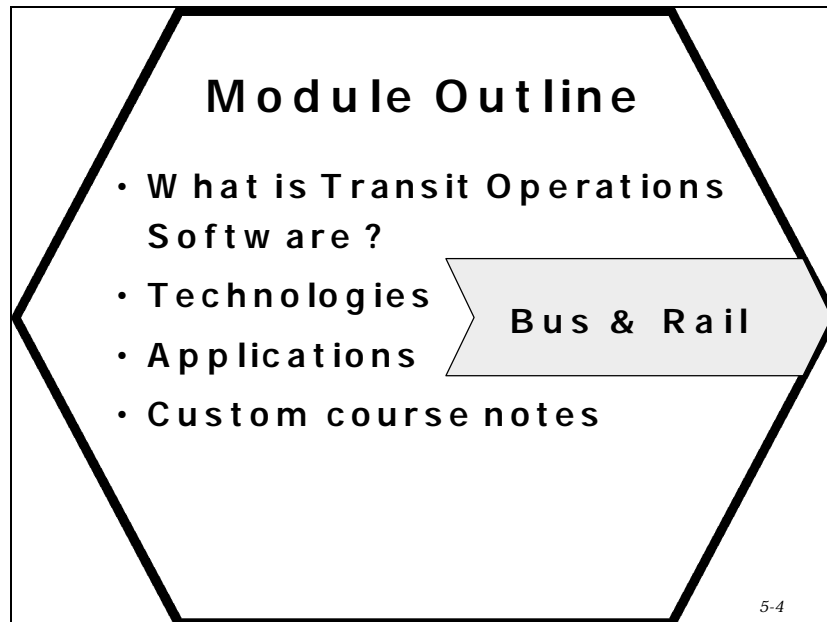 Module Outline
• What is Transit Operations
Software ?
• Technologies
Bus & Rail
• Applications
• Custom course notes
5-4